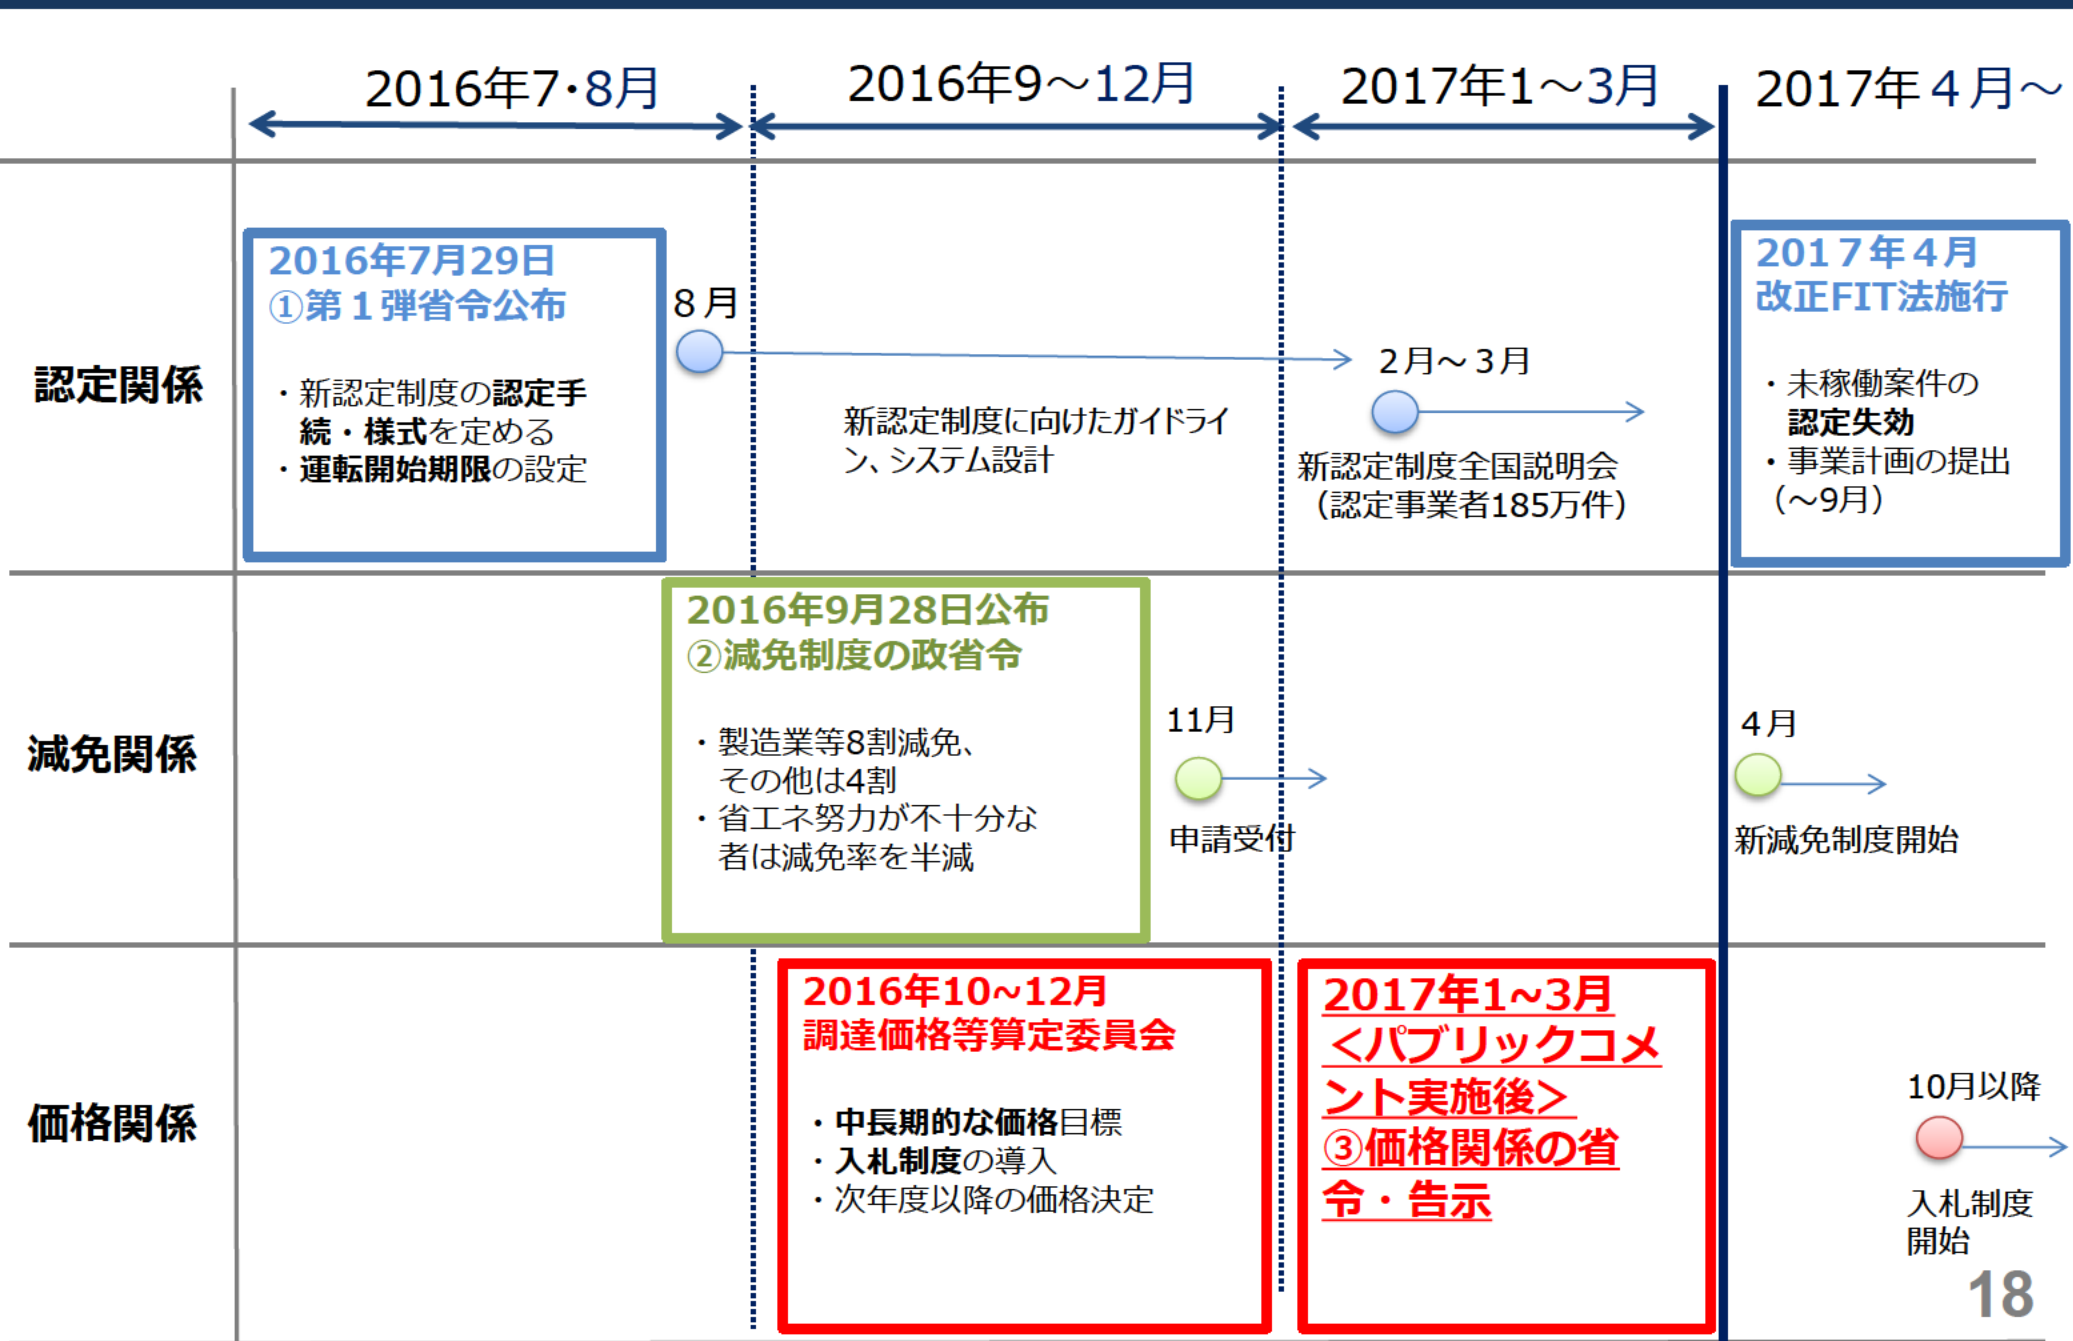 2016年7・8月
2016年9～12月
2017年1～3月
2017年４月～
認定関係
2016年7月29日
①第１弾省令公布
・新認定制度の認定手
続・様式を定める
・運転開始期限の設定
８月
新認定制度に向けたガイドライ
ン、システム設計
２月～３月
新認定制度全国説明会
（認定事業者185万件）
2017年４月
改正FIT法施行
・未稼働案件の
認定失効
・事業計画の提出
（～9月）
減免関係
2016年9月28日公布
②減免制度の政省令
・製造業等8割減免、
その他は4割
・省エネ努力が不十分な
者は減免率を半減
11月
申請受付
４月
新減免制度開始
価格関係
2016年10~12月
調達価格等算定委員会
・中長期的な価格目標
・入札制度の導入
・次年度以降の価格決定
2017年1~3月
＜パブリックコメ
ント実施後＞
③価格関係の省
令・告示
10月以降
入札制度
開始
18